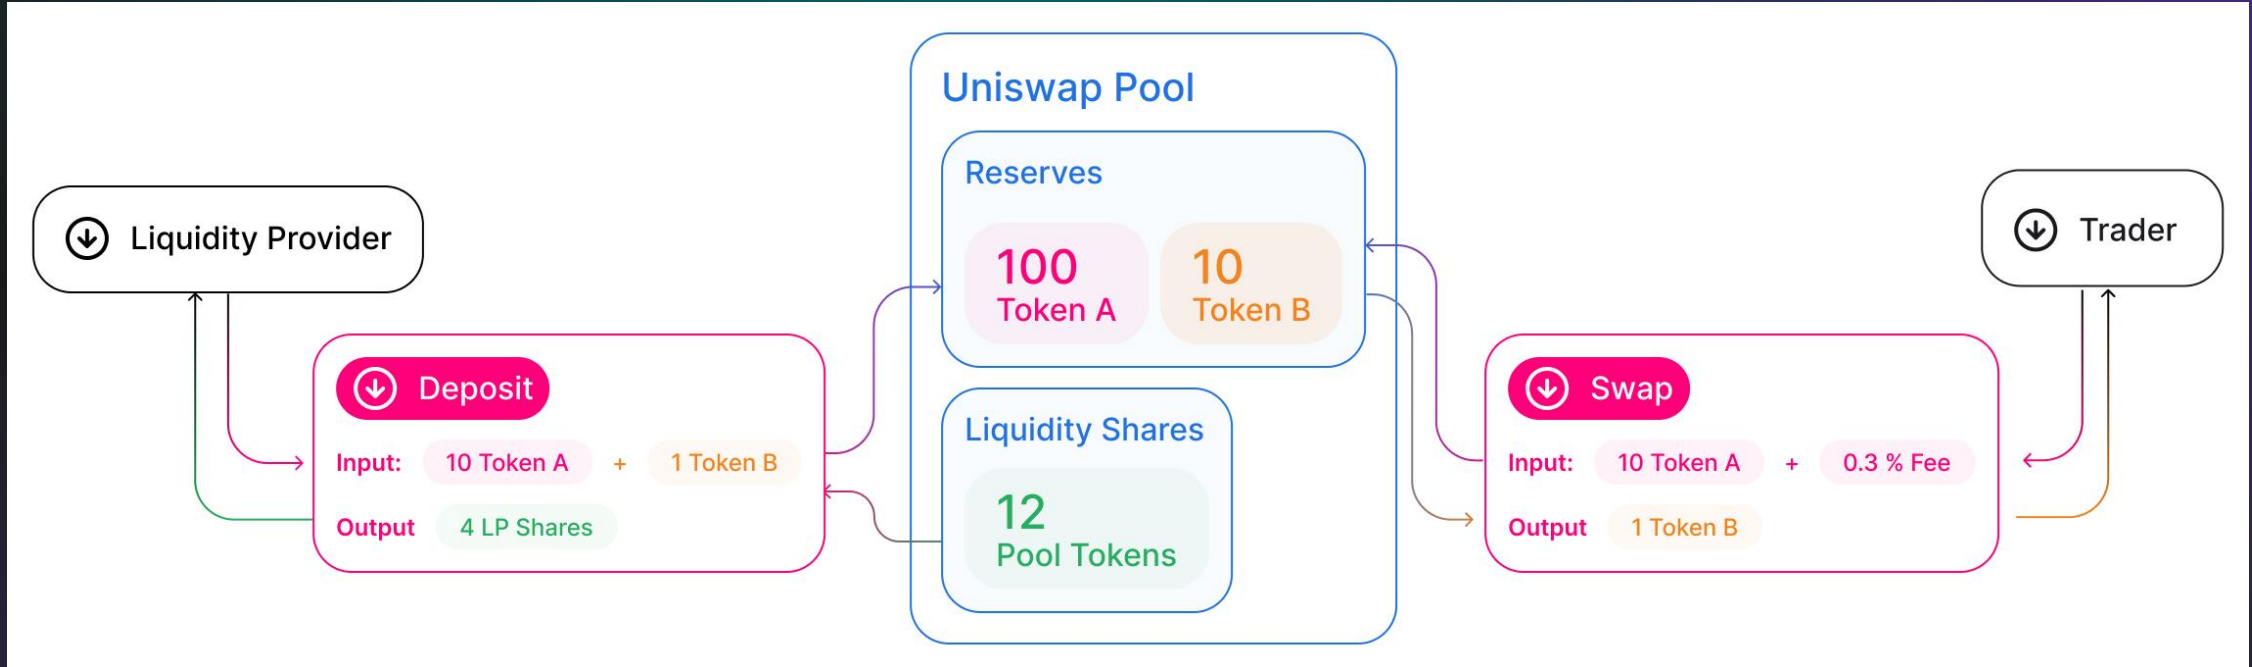 Uniswap Pool
Reserves
100
Token A
10
Token B
Liquidity Shares
12
Pool Tokens
Liquidity Provider
Deposit
Input: 10 Token A + 1 Token B
Output 4 LP Shares
Trader
Swap
Input: 10 Token A + 0.3 % Fee
Output 1 Token B